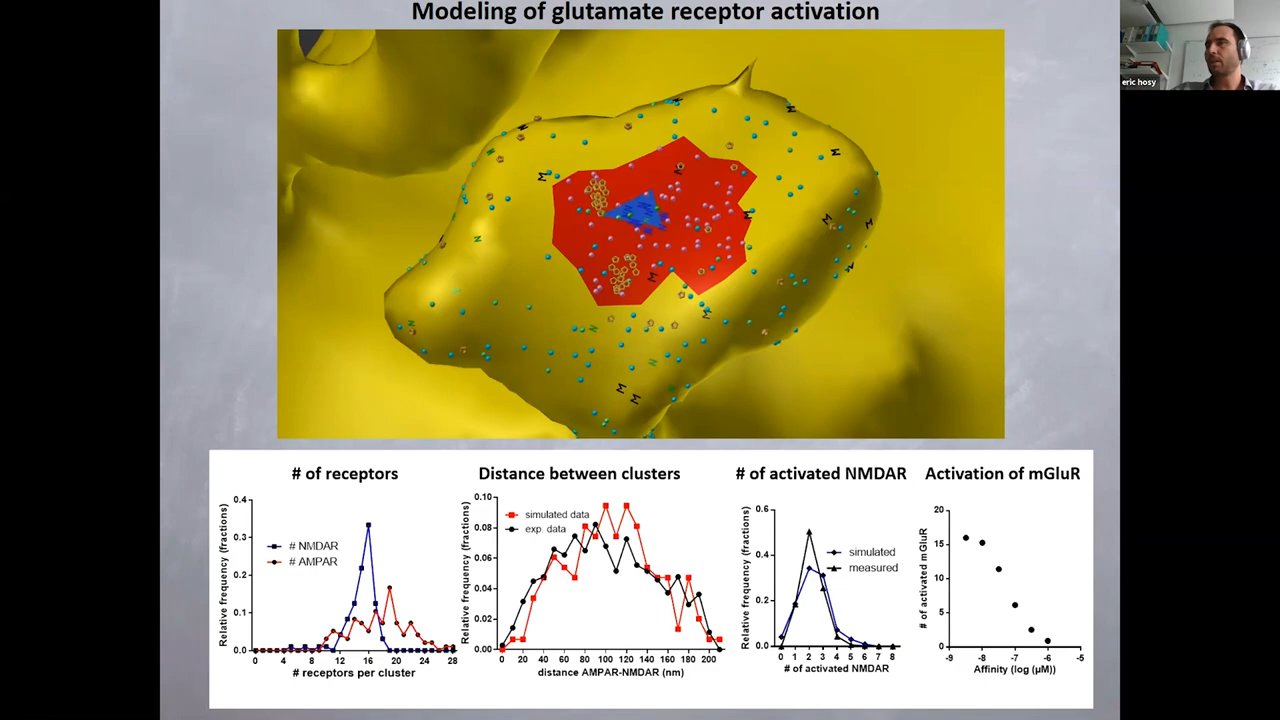 Modeling of glutamate receptor activation
eric hosy
# of receptors
Relative frequency (fractions)
0.4
0.3
0.2
0.1
0.0
# NMDAR
# AMPAR
0 4 8 12 16 20 24 28
# receptors per cluster
Distance between clusters
Relative frequency (fractions)
0.10
0.08
0.06
0.04
0.02
0.00
simulated data
exp. data
0 20 40 60 80 100 120 140 160 180 200
distance AMPAR-NMDAR (nm)
# of activated NMDAR
Relative frequency (fractions)
0.6
0.4
0.2
0.0
simulated
measured
0 1 2 3 4 5 6 7 8
# of activated NMDAR
Activation of mGluR
# of activated mGluR
20
15
10
5
0
-9 -8 -7 -6 -5
Affinity (log (µM))